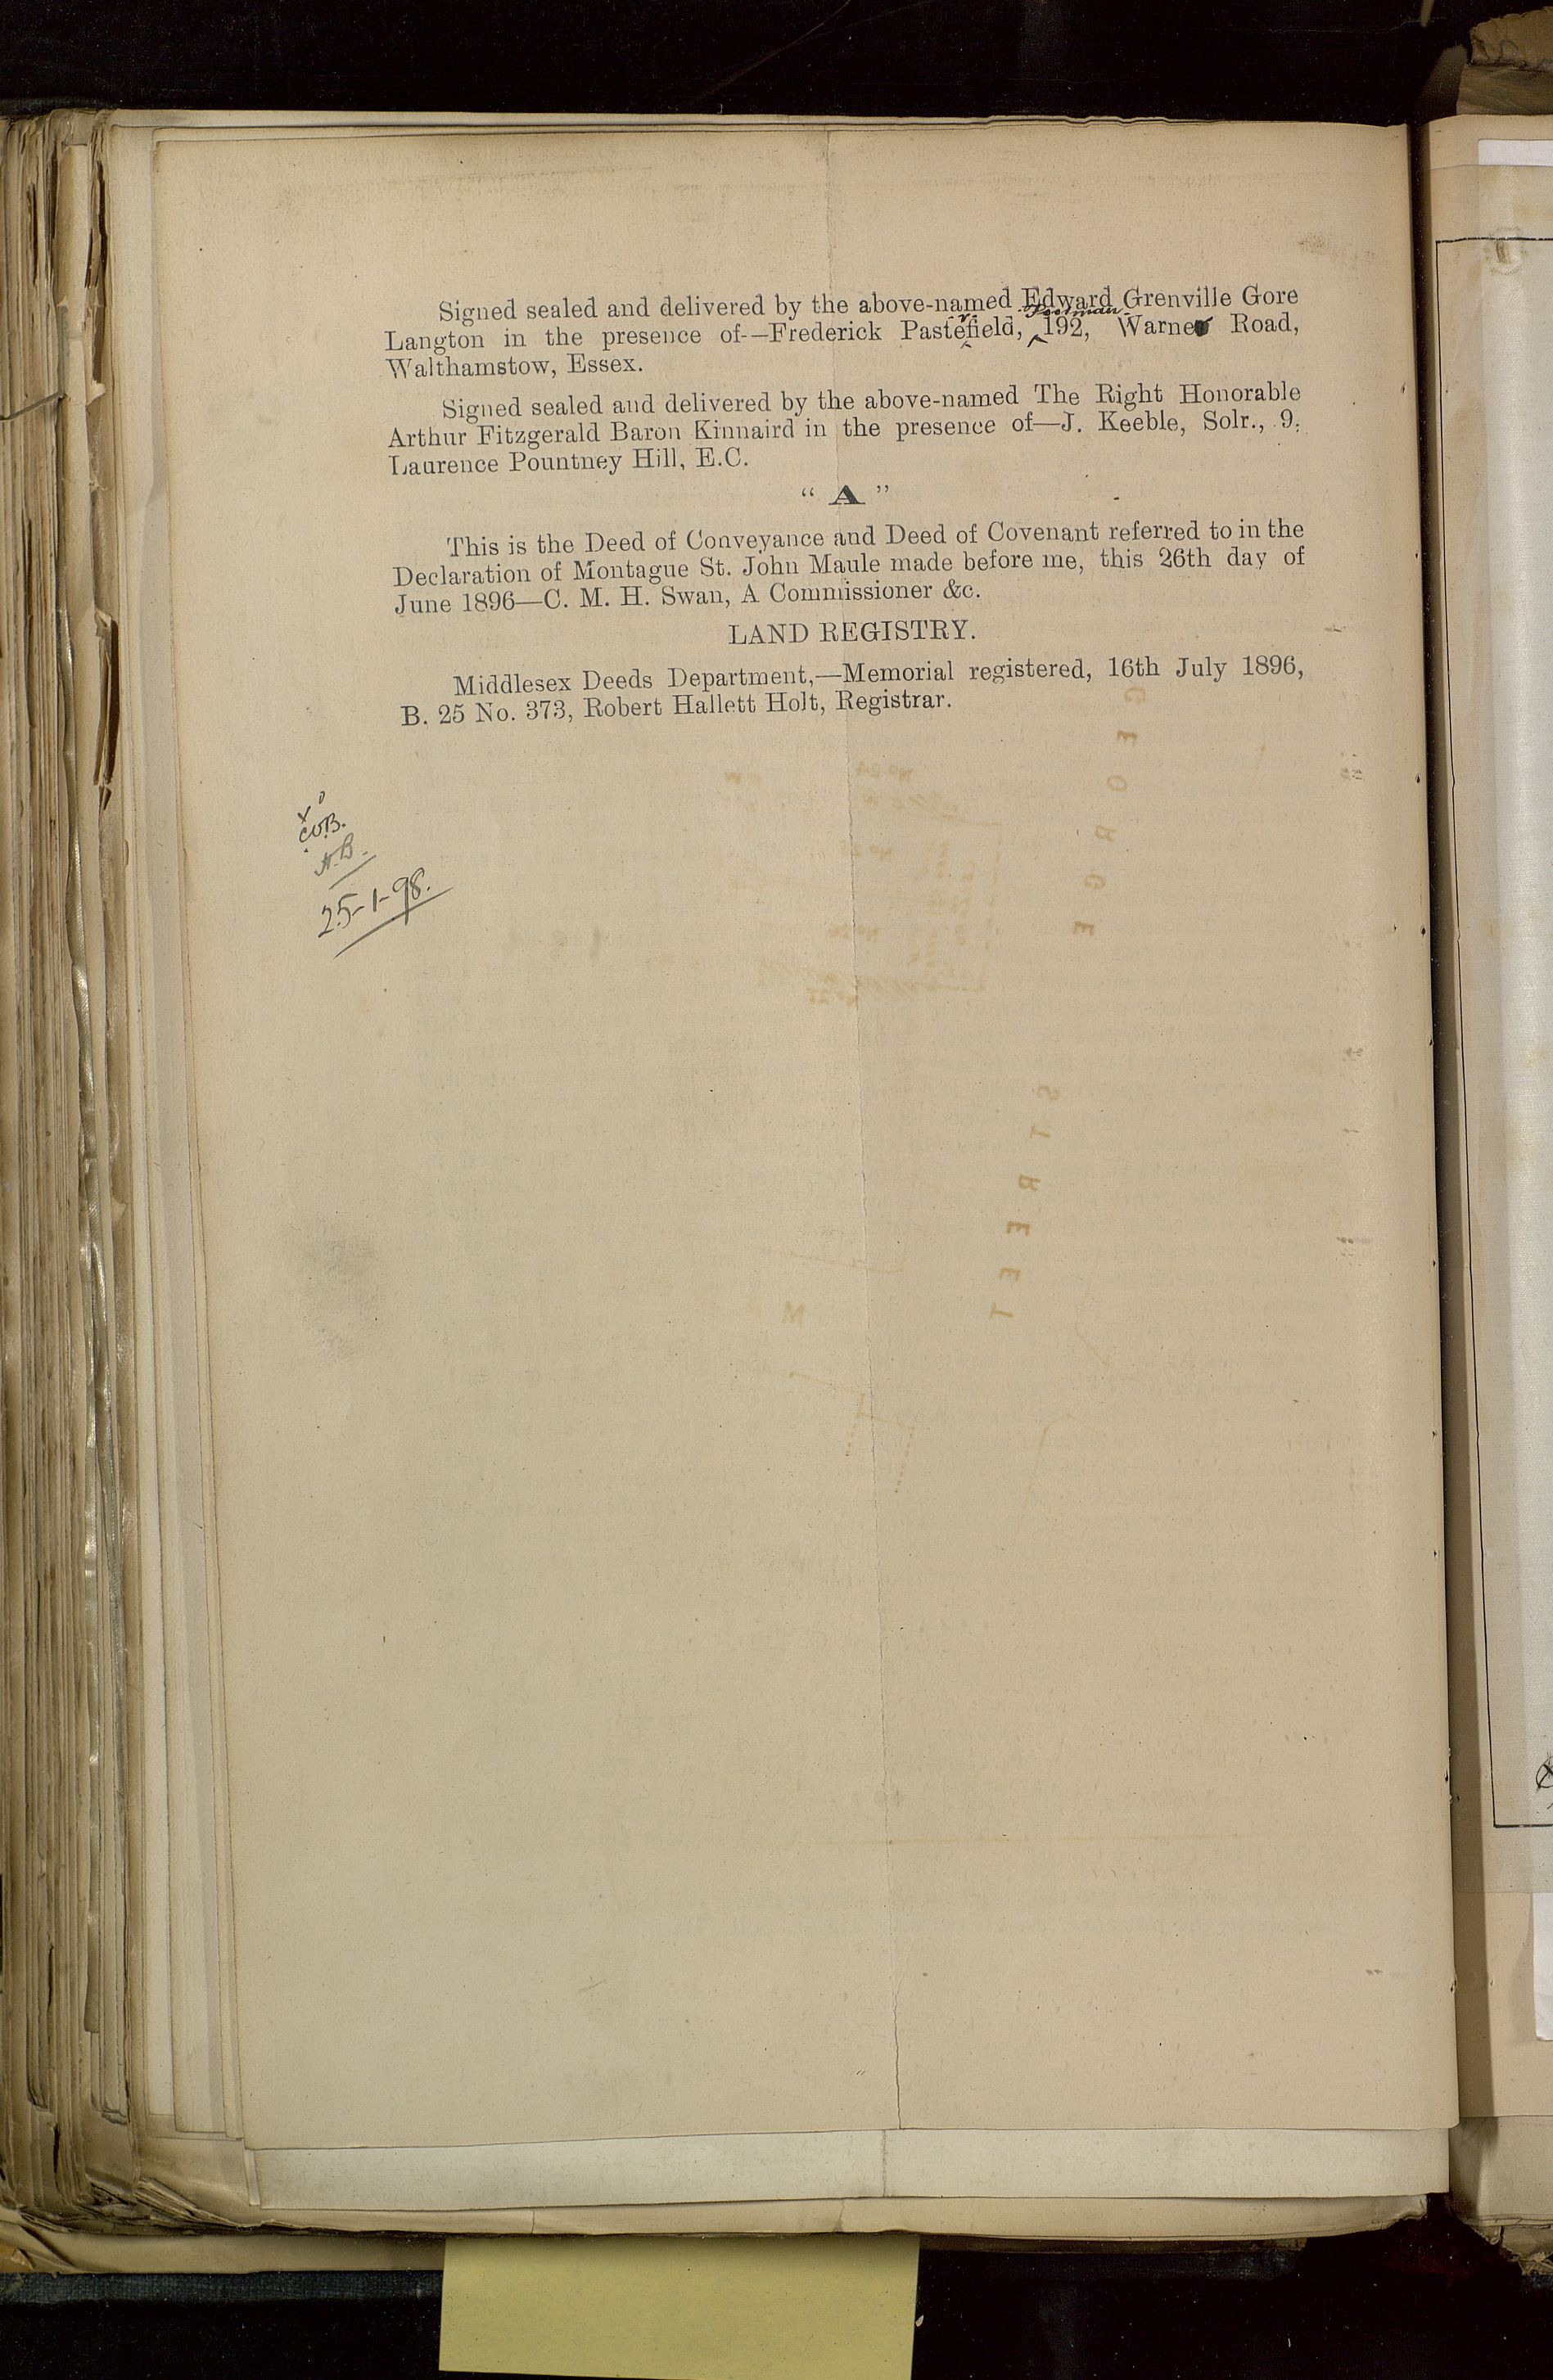 Signed sealed and delivered by the above-named Edward Grenville Gore
Langton in the presence of--Frederick Pasterfield, Postman 192, Warner Road,
Walthamstow, Essex.
Signed sealed and delivered by the above-named The Right Honorable
Arthur Fitzgerald Baron Kinnaird in the presence of—J. Keeble, Solr., 9,
Laurence Pountney Hill, E.C.
“ A ”
This is the Deed of Conveyance and Deed of Covenant referred to in the
Declaration of Montague St. John Maule made before me, this 26th day of
June 1896—C. M. H. Swan, A Commissioner &c.
LAND REGISTRY.
Middlesex Deeds Department,—Memorial registered, 16th July 1896,
B. 25 No. 373, Robert Hallett Holt, Registrar.
25-1-98.
GEORGE
STREET